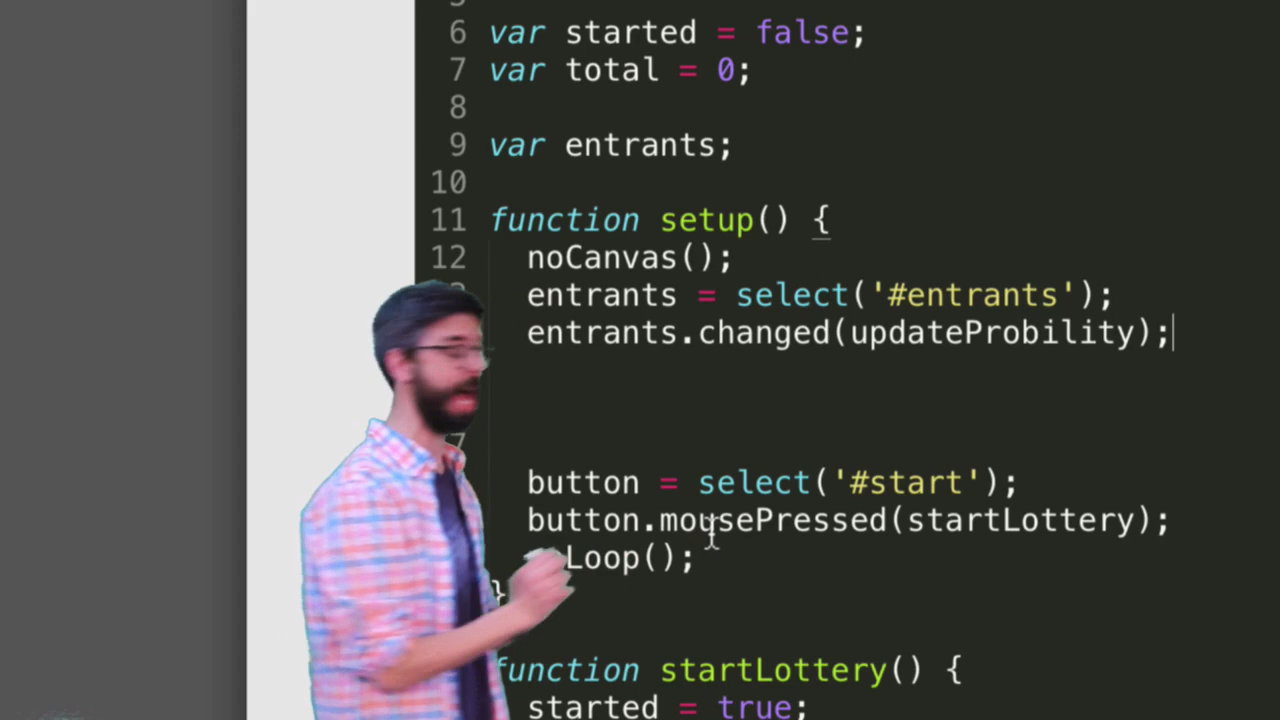 6 var started = false;
7 var total = 0;
8
9 var entrants;
10
11 function setup() {
12 noCanvas();
entrants = select('#entrants');
entrants.changed(updateProbility);
7
button = select('#start');
button.mousePressed(startLottery);
Loop();
}
function startLottery() {
started = true;